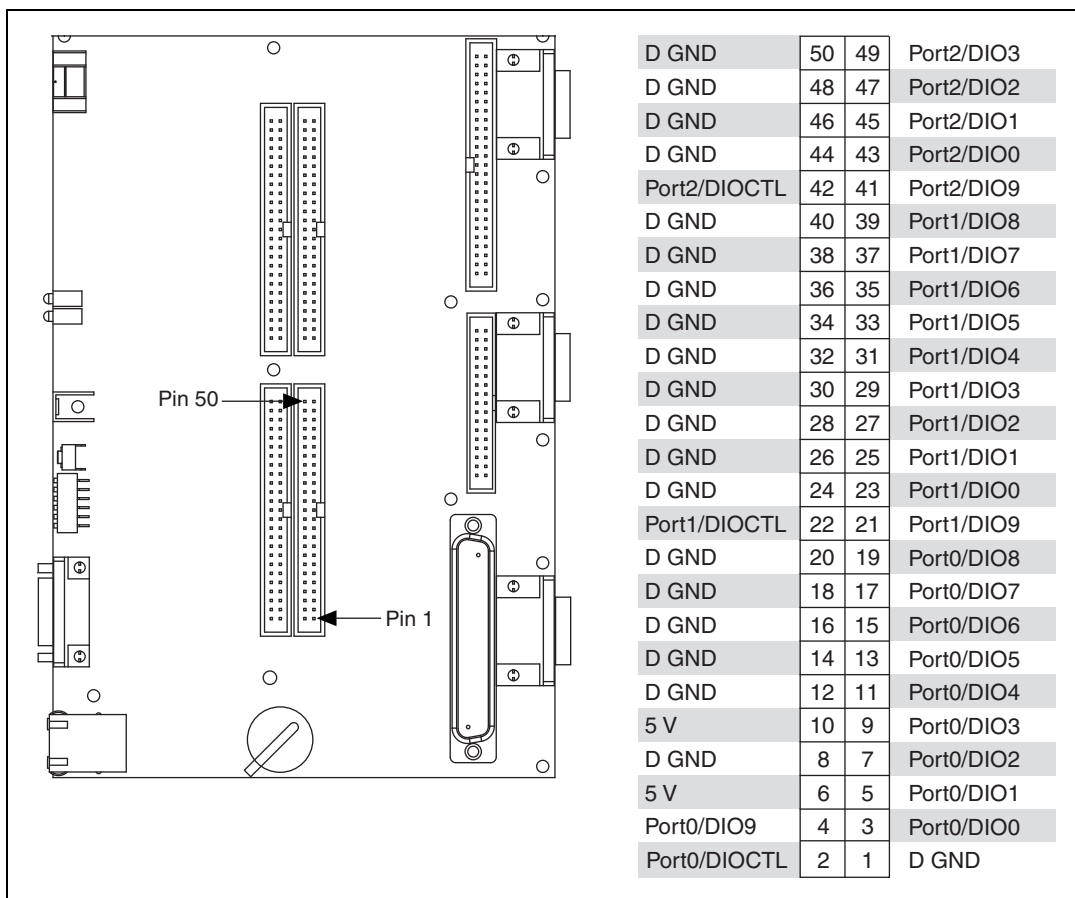 Pin 50
Pin 1
D GND 50 49 Port2/DIO3
D GND 48 47 Port2/DIO2
D GND 46 45 Port2/DIO1
D GND 44 43 Port2/DIO0
Port2/DIOCTL 42 41 Port2/DIO9
D GND 40 39 Port1/DIO8
D GND 38 37 Port1/DIO7
D GND 36 35 Port1/DIO6
D GND 34 33 Port1/DIO5
D GND 32 31 Port1/DIO4
D GND 30 29 Port1/DIO3
D GND 28 27 Port1/DIO2
D GND 26 25 Port1/DIO1
D GND 24 23 Port1/DIO0
Port1/DIOCTL 22 21 Port1/DIO9
D GND 20 19 Port0/DIO8
D GND 18 17 Port0/DIO7
D GND 16 15 Port0/DIO6
D GND 14 13 Port0/DIO5
D GND 12 11 Port0/DIO4
5 V 10 9 Port0/DIO3
D GND 8 7 Port0/DIO2
5 V 6 5 Port0/DIO1
Port0/DIO9 4 3 Port0/DIO0
Port0/DIOCTL 2 1 D GND